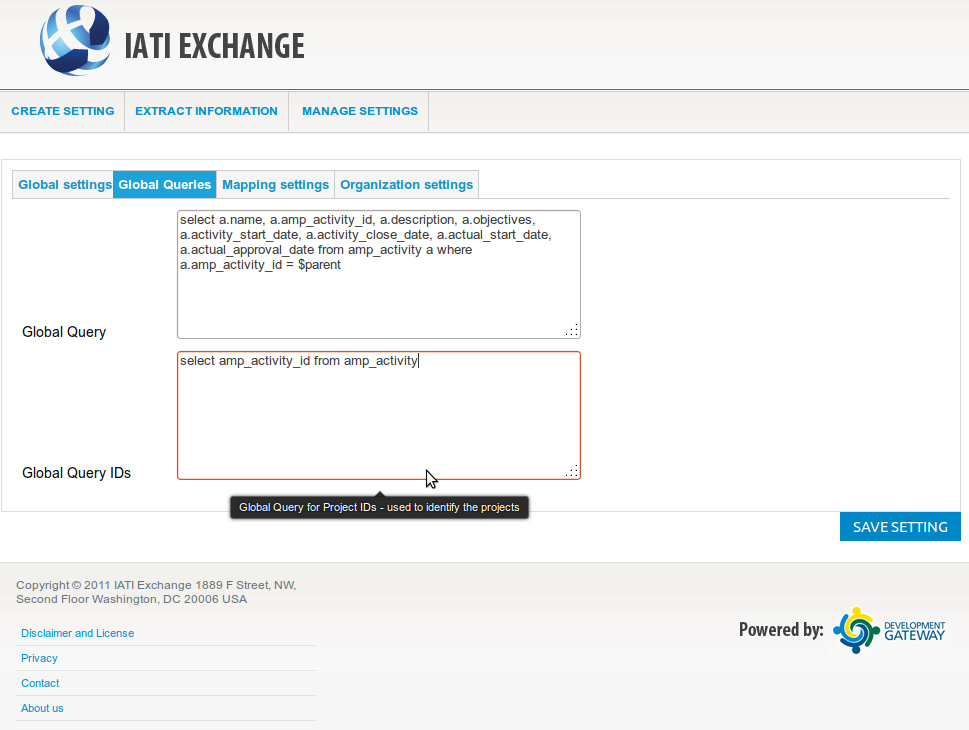 IATI EXCHANGE
CREATE SETTING EXTRACT INFORMATION MANAGE SETTINGS
Global settings Global Queries Mapping settings Organization settings
select a.name, a.amp_activity_id, a.description, a.objectives,
a.activity_start_date, a.activity_close_date, a.actual_start_date,
a.actual_approval_date from amp_activity a where
a.amp_activity_id = $parent
Global Query
select amp_activity_id from amp_activity
Global Query IDs
Global Query for Project IDs - used to identify the projects
SAVE SETTING
Copyright © 2011 IATI Exchange 1889 F Street, NW,
Second Floor Washington, DC 20006 USA
Disclaimer and License
Privacy
Contact
About us
Powered by:
DEVELOPMENT
GATEWAY